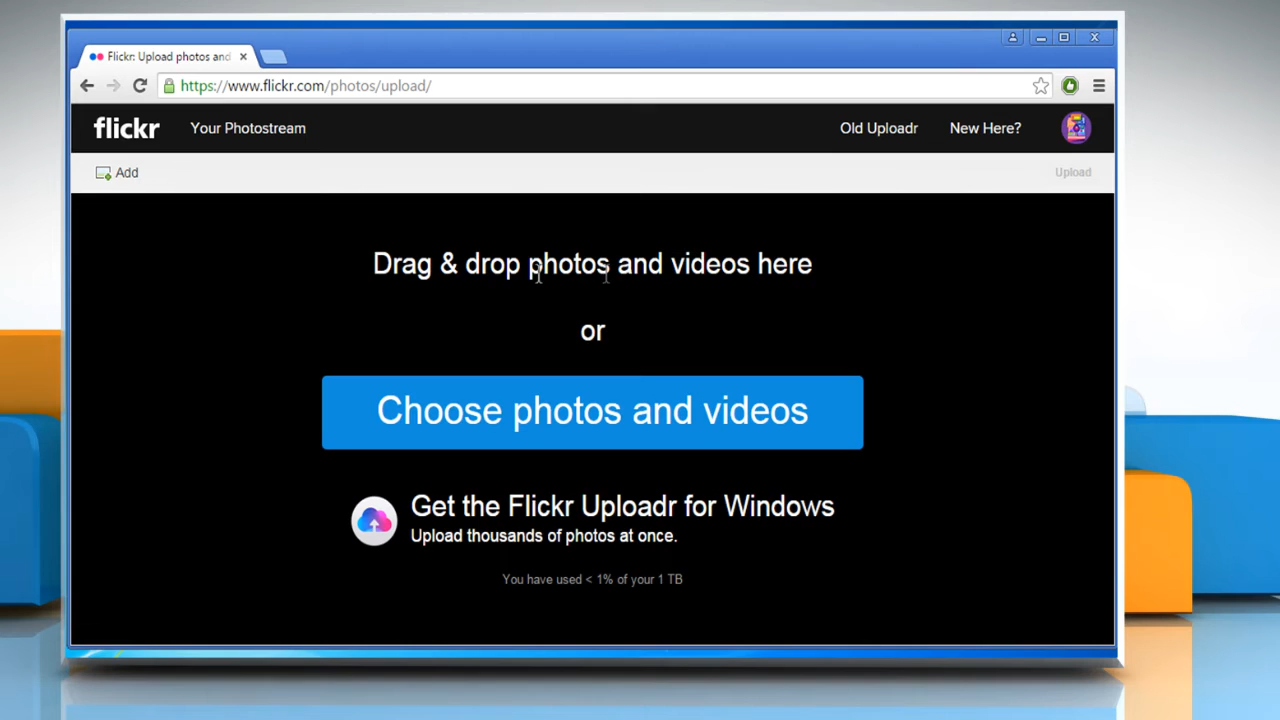 Flickr: Upload photos and
https://www.flickr.com/photos/upload/
flickr Your Photostream Old Uploadr New Here?
Add Upload
Drag & drop photos and videos here
or
Choose photos and videos
Get the Flickr Uploadr for Windows
Upload thousands of photos at once.
You have used < 1% of your 1 TB